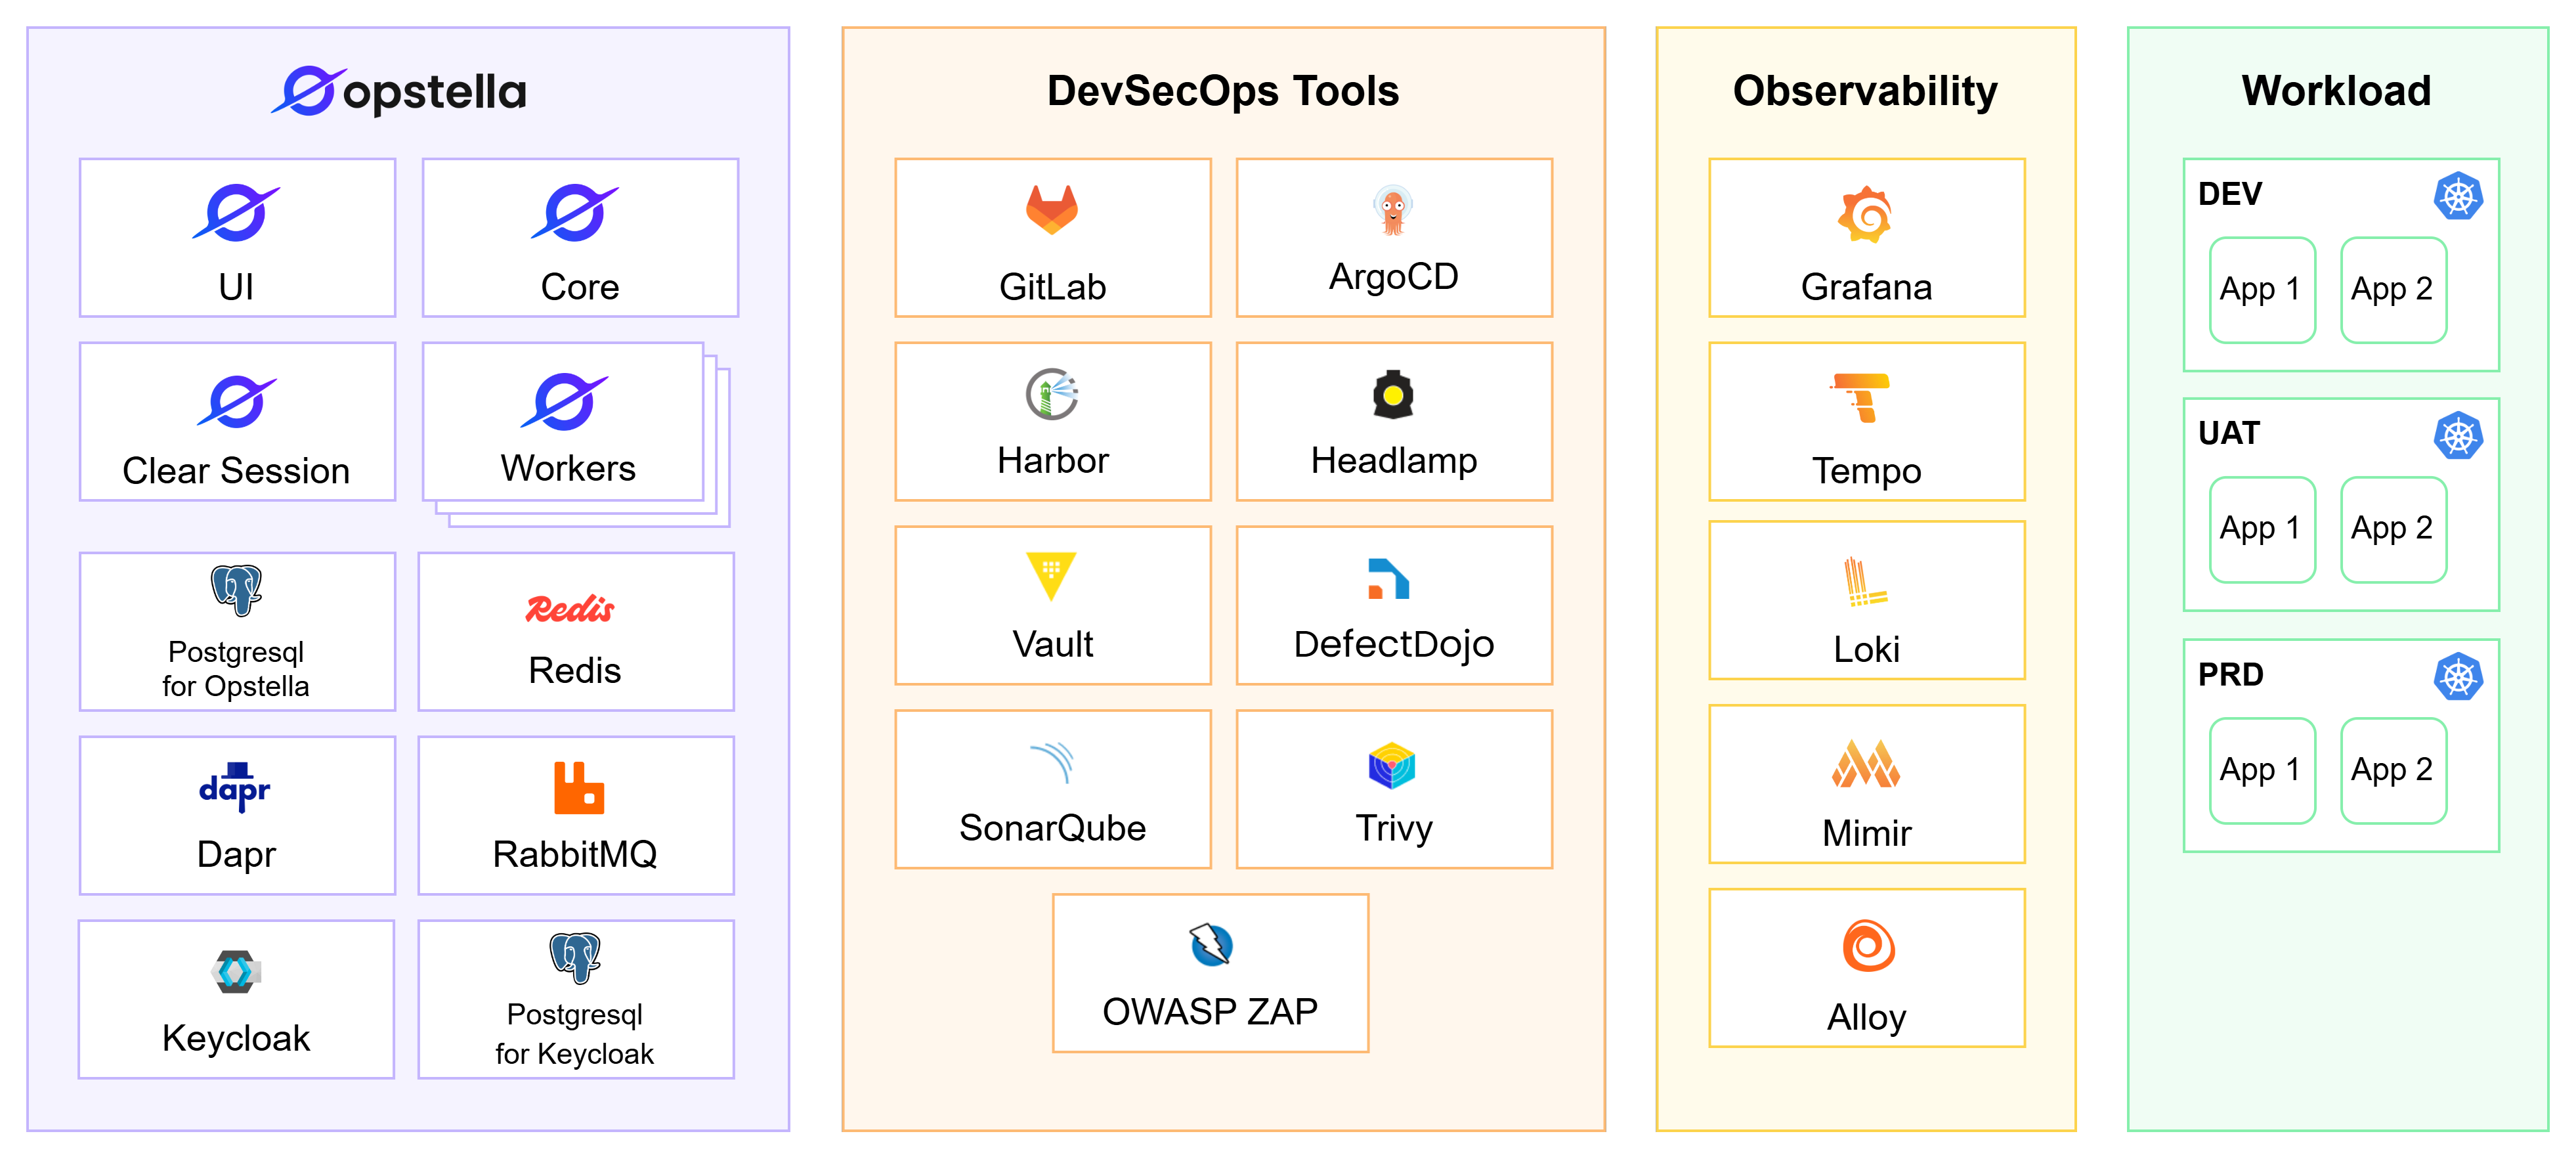 opstella
UI
Core
Clear Session
Workers
Postgresql
for Opstella
Redis
Redis
dapr
Dapr
RabbitMQ
Keycloak
Postgresql
for Keycloak
DevSecOps Tools
GitLab
ArgoCD
Harbor
Headlamp
Vault
DefectDojo
SonarQube
Trivy
OWASP ZAP
Observability
Grafana
Tempo
Loki
Mimir
Alloy
Workload
DEV
App 1
App 2
UAT
App 1
App 2
PRD
App 1
App 2